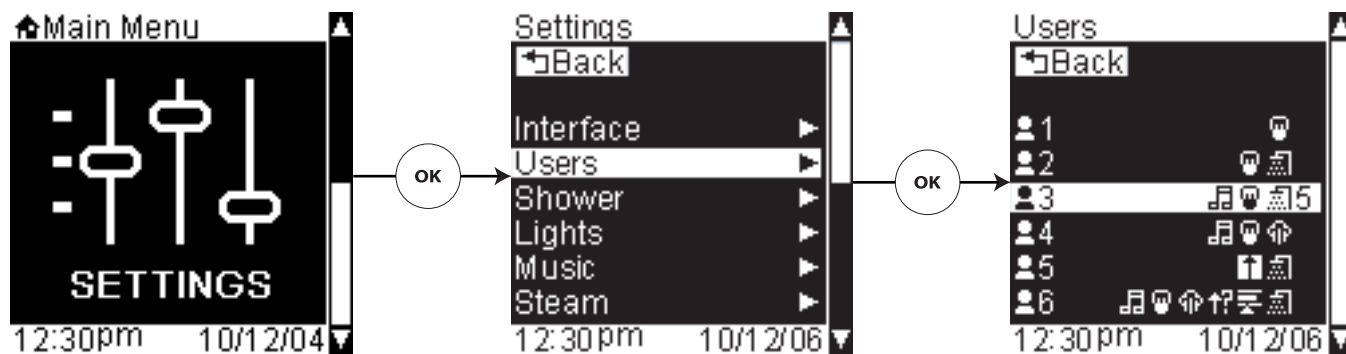 Main Menu
SETTINGS
12:30pm 10/12/04
OK
Settings
Back
Interface
Users
Shower
Lights
Music
Steam
12:30pm 10/12/06
OK
Users
Back
1
2
3 5
4
5
6 ?
12:30pm 10/12/06